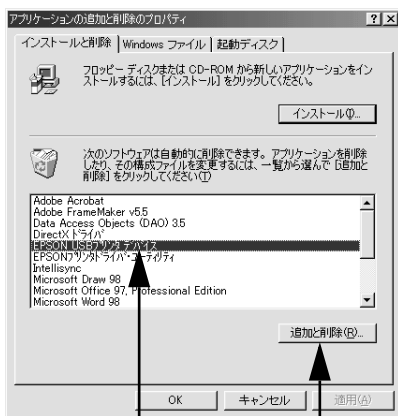 アプリケーションの追加と削除のプロパティ
インストールと削除
Windows ファイル
起動ディスク
フロッピー ディスクまたは CD-ROM から新しいアプリケーションをイン
ストールするには、[インストール] をクリックしてください。
インストール(I)...
次のソフトウェアは自動的に削除できます。アプリケーションを削除
したり、その構成ファイルを変更するには、一覧から選んで [追加と
削除] をクリックしてください(T)
Adobe Acrobat
Adobe FrameMaker v5.5
Data Access Objects (DAO) 3.5
DirectX ドライバ
EPSON USBプリンタデバイス
EPSONプリンタドライバ・ユーティリティ
Intellisync
Microsoft Draw 98
Microsoft Office 97, Professional Edition
Microsoft Word 98
追加と削除(R)...
OK
キャンセル
適用(A)